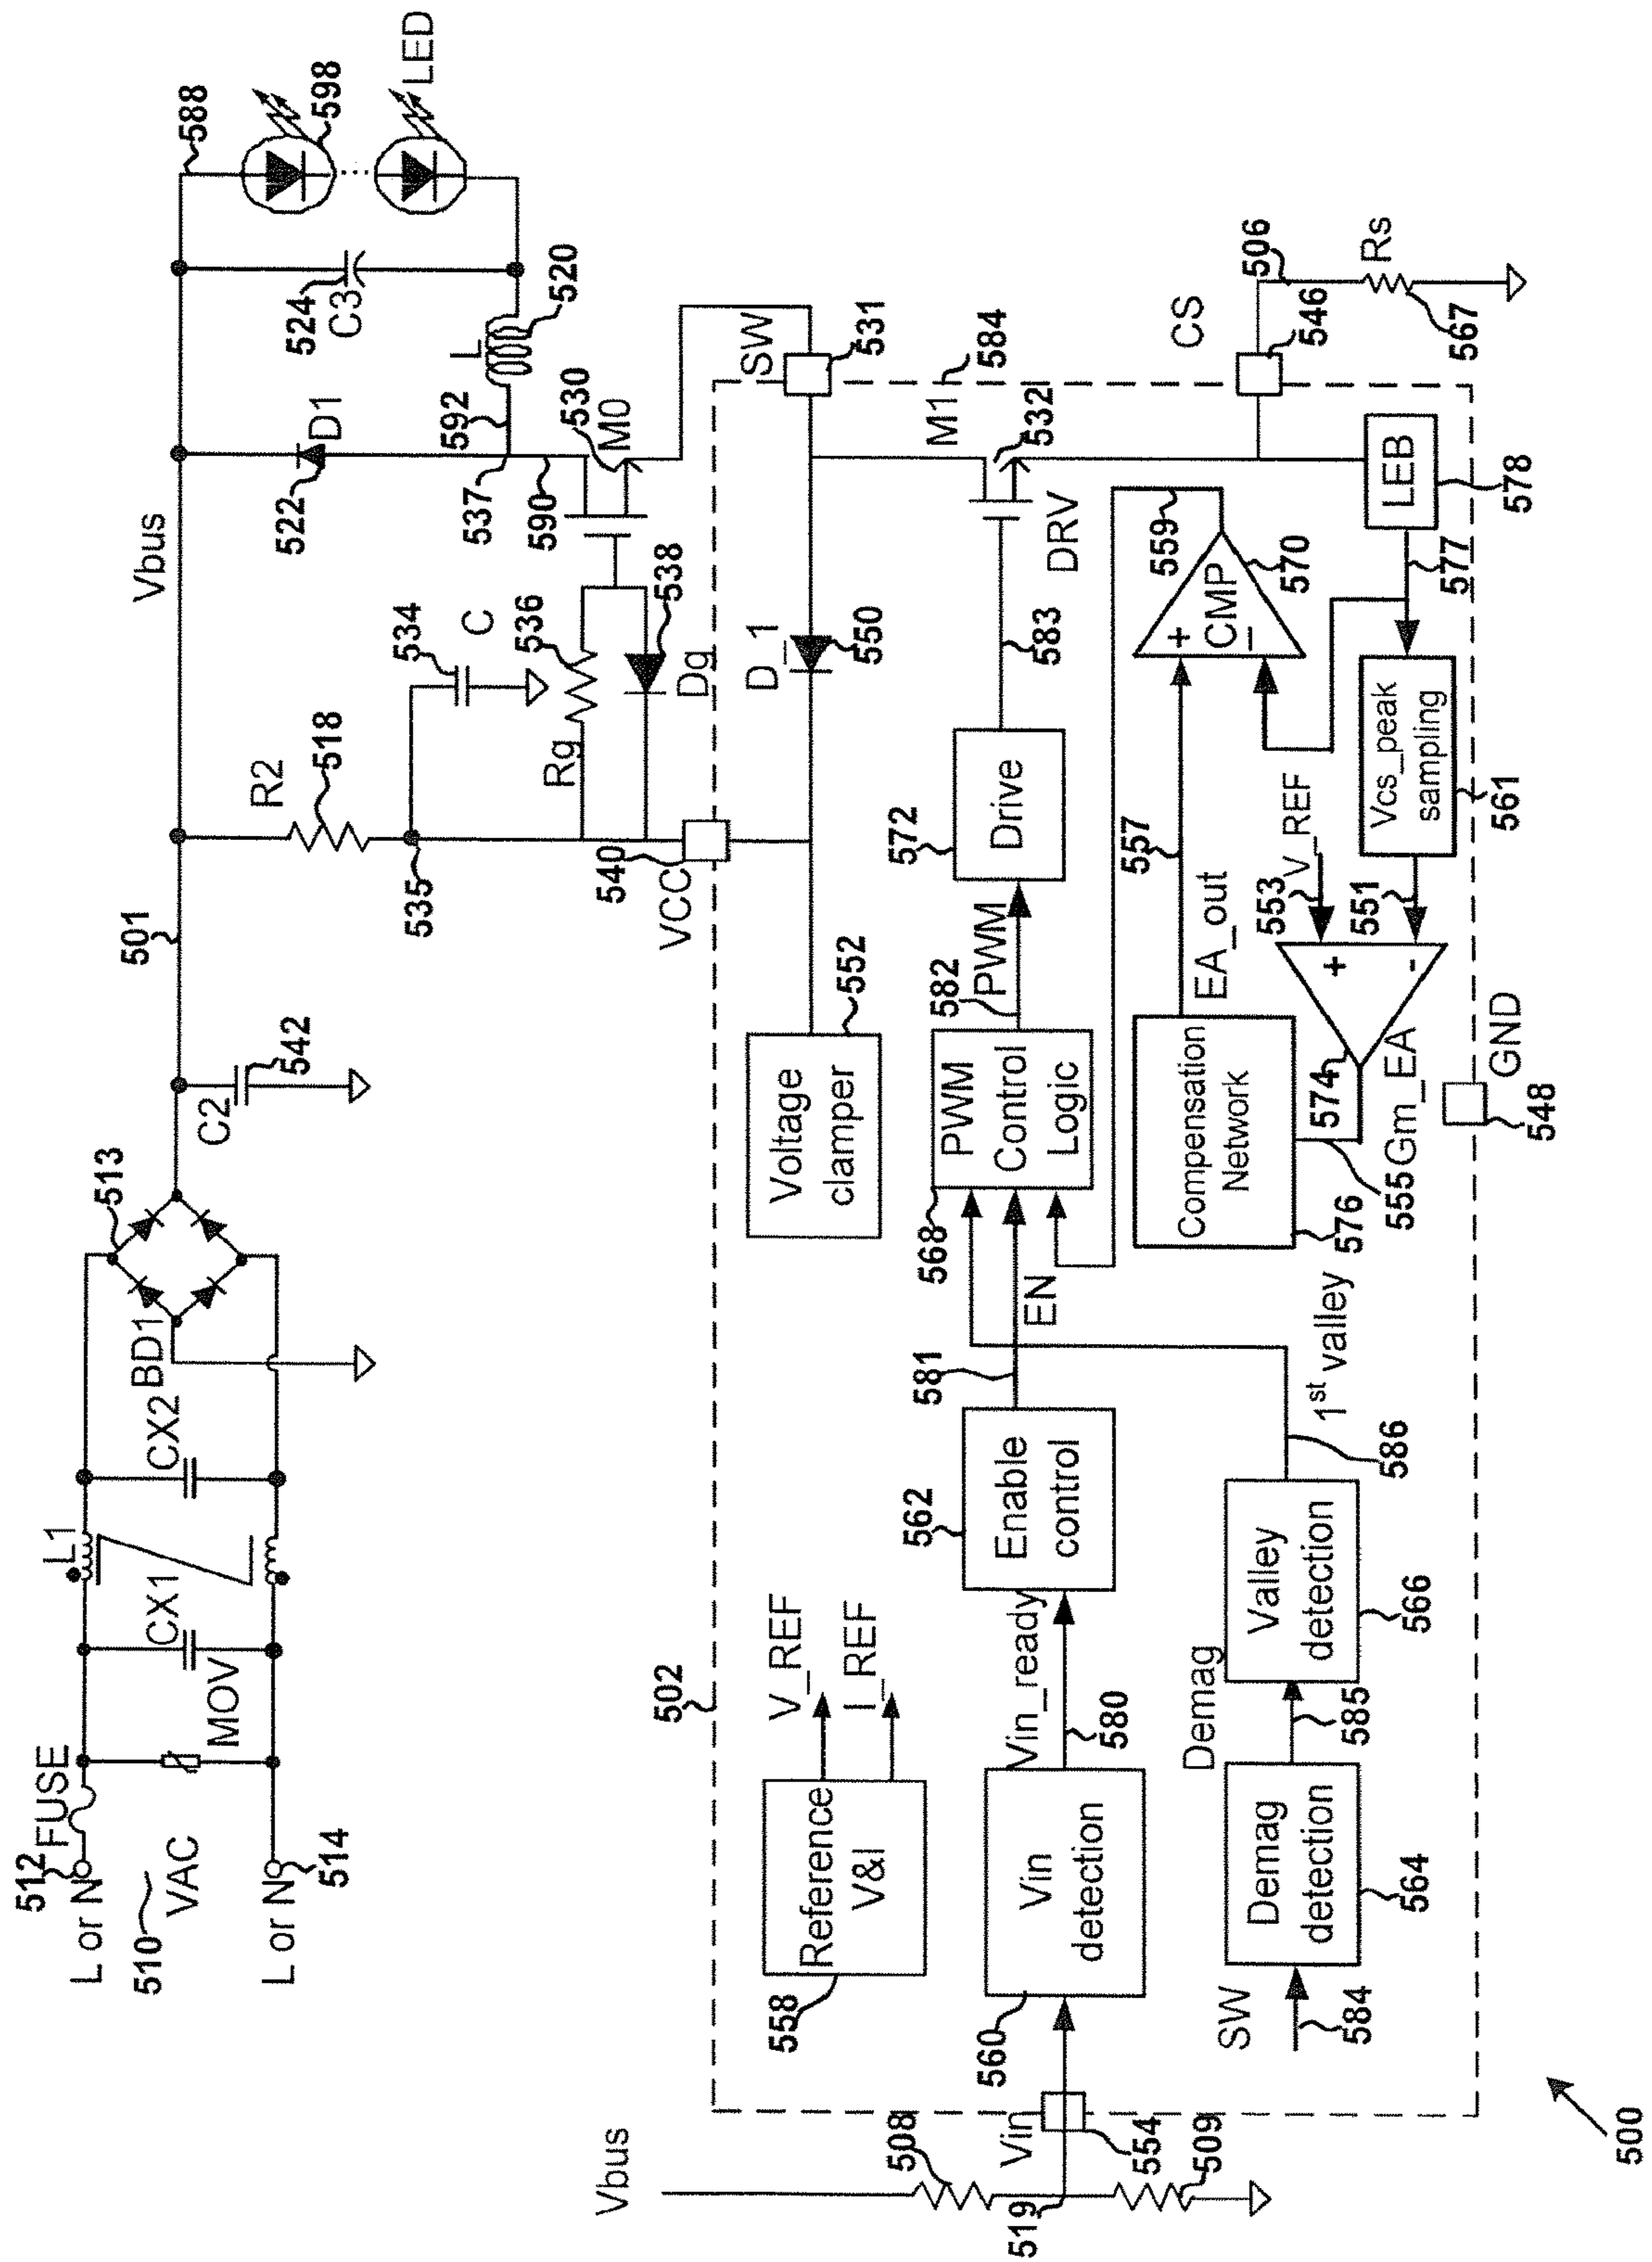 512
FUSE
L or N
510
VAC
L or N
514
MOV
CX1
L1
CX2
BD1
513
C2
542
501
Vbus
R2
518
535
534
C
Rg
536
538
Dg
540
VCC
522
D1
537
592
590
530
M0
L
520
524
C3
588
598
LED
SW
531
584
M1
532
DRV
CS
546
506
Rs
567
502
D_1
550
Voltage
clamper
552
V_REF
I_REF
Reference
V&I
558
Vbus
508
519
Vin
554
509
560
Vin
detection
Vin_ready
580
562
Enable
control
581
EN
568
PWM
Control
Logic
582
PWM
572
Drive
583
559
CMP
+
−
570
LEB
578
577
Vcs_peak
sampling
561
557
EA_out
553
V_REF
551
+
-
574
Gm_EA
555
Compensation
Network
576
SW
584
Demag
detection
564
Demag
585
Valley
detection
566
1st valley
586
GND
548
500